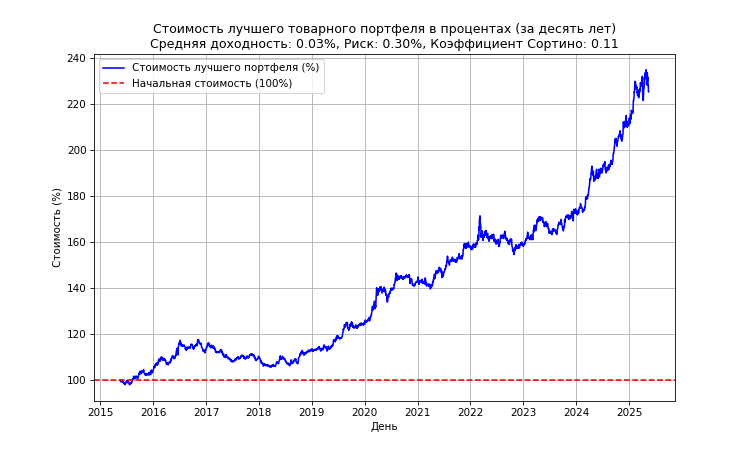 Стоимость лучшего товарного портфеля в процентах (за десять лет)
Средняя доходность: 0.03%, Риск: 0.30%, Коэффициент Сортино: 0.11
Стоимость лучшего портфеля (%)
Начальная стоимость (100%)
Стоимость (%)
240
220
200
180
160
140
120
100
2015 2016 2017 2018 2019 2020 2021 2022 2023 2024 2025
День